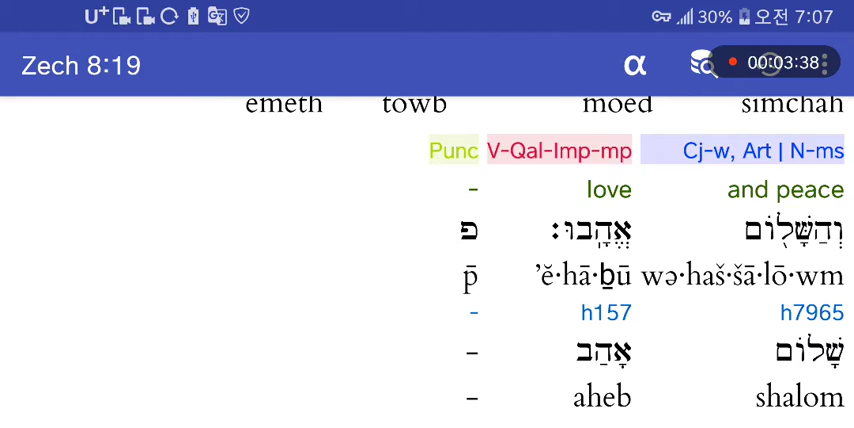 U+ 30% 오전 7:07
Zech 8:19 α 00:03:38
emeth towb moed simchah
Punc V-Qal-Imp-mp Cj-w, Art | N-ms
- love and peace
וְהַשָּׁל֖וֹם אֱהָֽבוּ׃ פ
p̄ ’ĕ·hā·ḇū wə·haš·šā·lō·wm
- h157 h7965
שָׁלוֹם אָהַב -
- aheb shalom